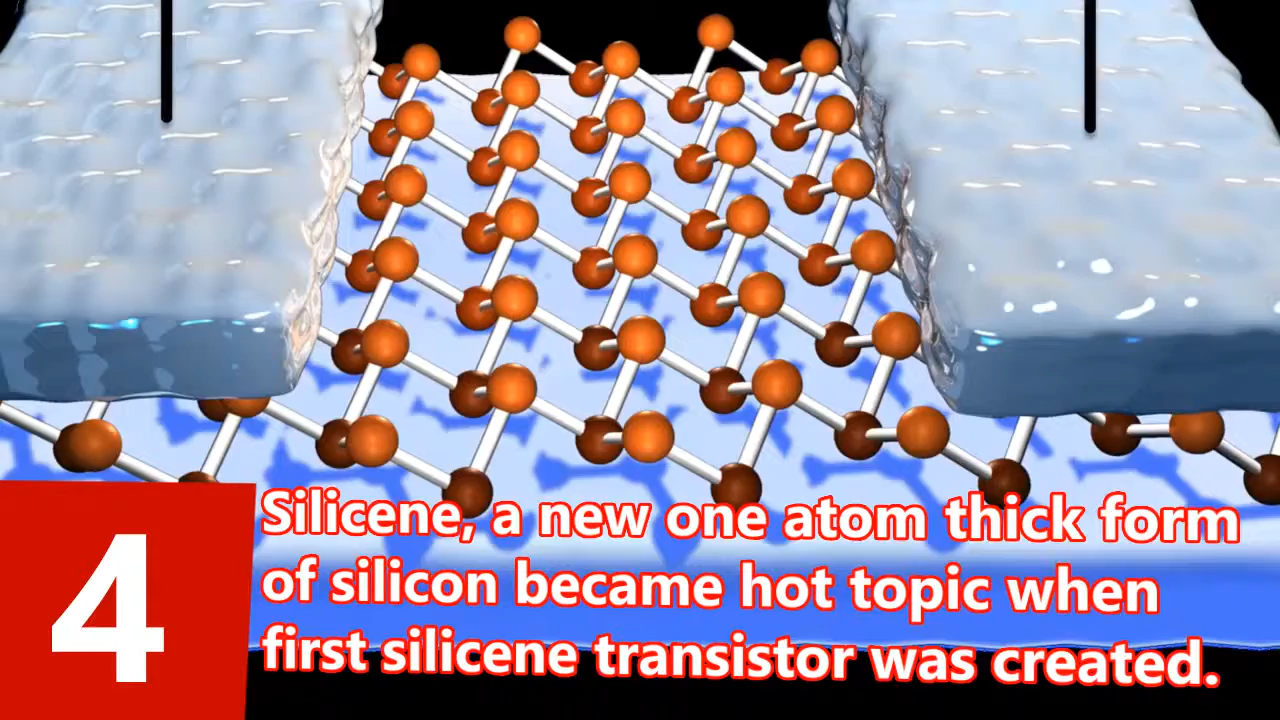 4
Silicene, a new one atom thick form
of silicon became hot topic when
first silicene transistor was created.